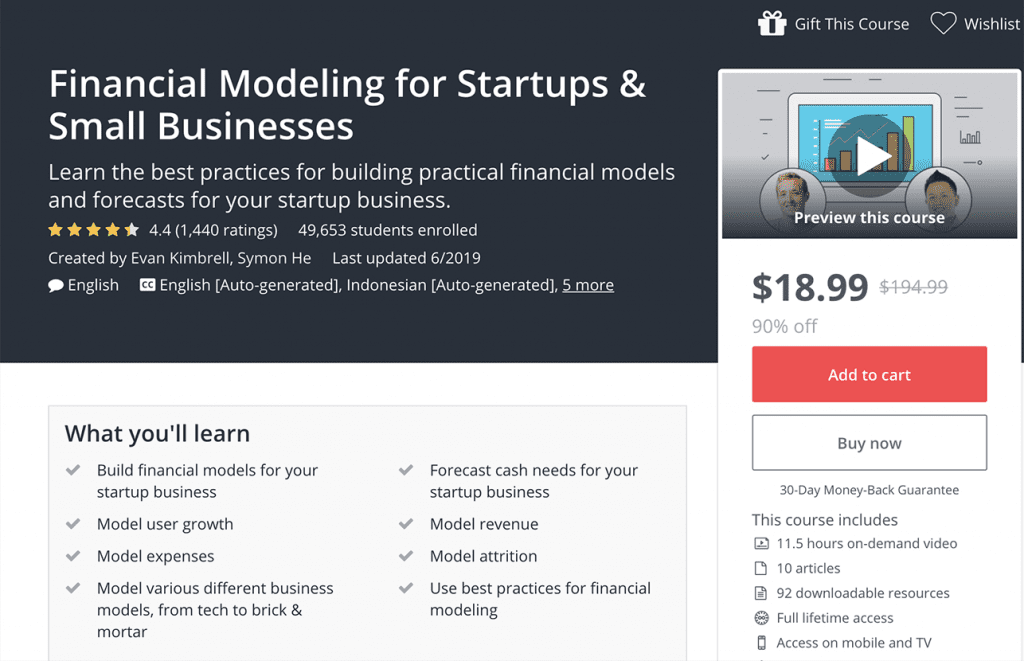 Gift This Course
Wishlist
Financial Modeling for Startups &
Small Businesses
Learn the best practices for building practical financial models
and forecasts for your startup business.
4.4 (1,440 ratings) 49,653 students enrolled
Created by Evan Kimbrell, Symon He Last updated 6/2019
English CC English [Auto-generated], Indonesian [Auto-generated], 5 more
Preview this course
$18.99 $194.99
90% off
Add to cart
Buy now
30-Day Money-Back Guarantee
This course includes
11.5 hours on-demand video
10 articles
92 downloadable resources
Full lifetime access
Access on mobile and TV
What you'll learn
Build financial models for your
startup business
Model user growth
Model expenses
Model various different business
models, from tech to brick &
mortar
Forecast cash needs for your
startup business
Model revenue
Model attrition
Use best practices for financial
modeling